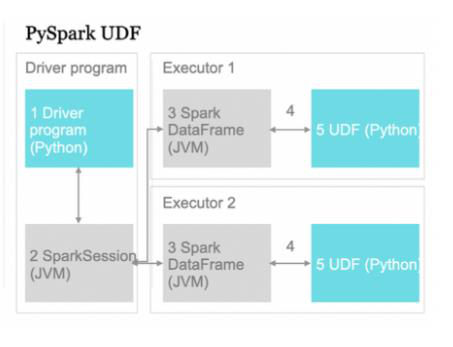 PySpark UDF
Driver program
Executor 1
1 Driver
program
(Python)
3 Spark
DataFrame
(JVM)
4
5 UDF (Python
Executor 2
2 SparkSession
(JVM)
3 Spark
DataFrame
(JVM)
4
5 UDF (Python